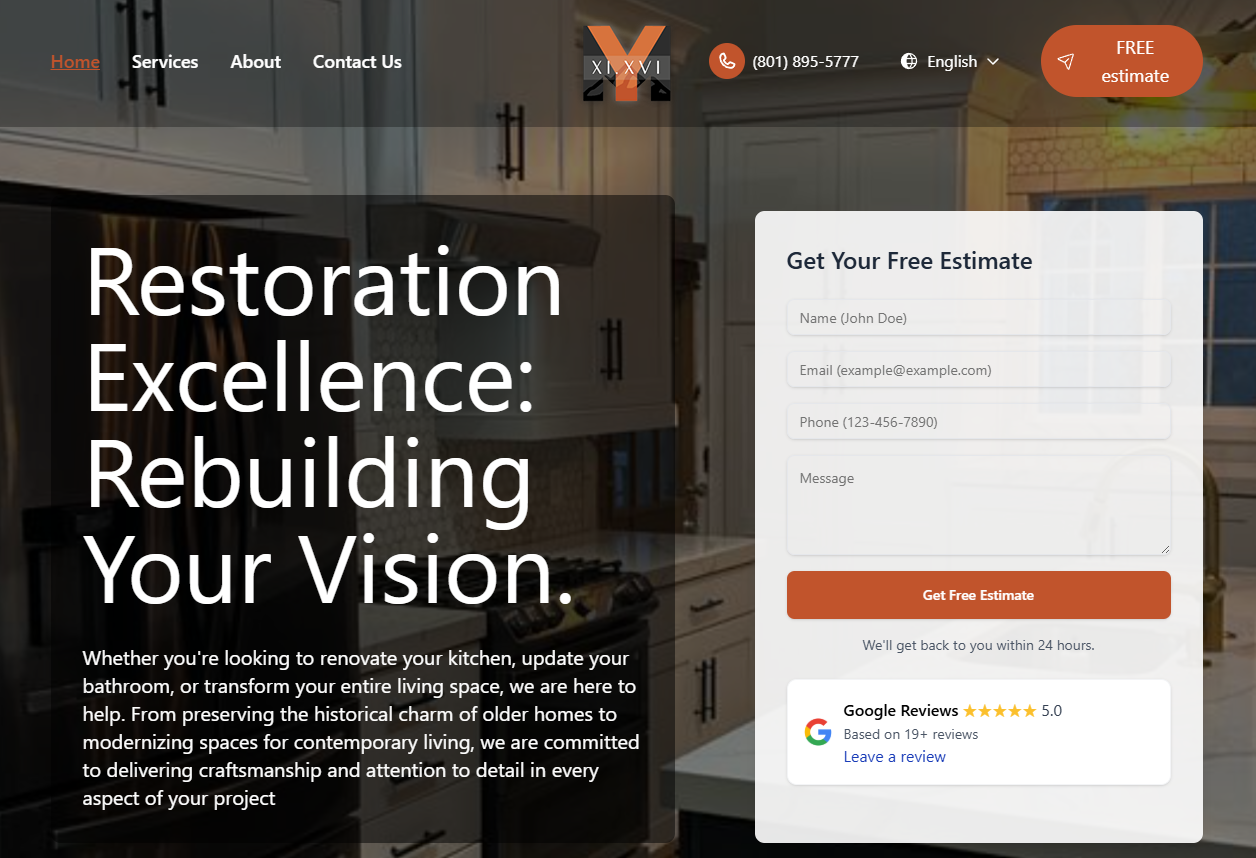 Home Services About Contact Us
XI.XVI
(801) 895-5777
English
FREE
estimate
Restoration
Excellence:
Rebuilding
Your Vision.
Whether you're looking to renovate your kitchen, update your
bathroom, or transform your entire living space, we are here to
help. From preserving the historical charm of older homes to
modernizing spaces for contemporary living, we are committed
to delivering craftsmanship and attention to detail in every
aspect of your project
Get Your Free Estimate
Name (John Doe)
Email (example@example.com)
Phone (123-456-7890)
Message
Get Free Estimate
We'll get back to you within 24 hours.
Google Reviews ★★★★★ 5.0
Based on 19+ reviews
Leave a review